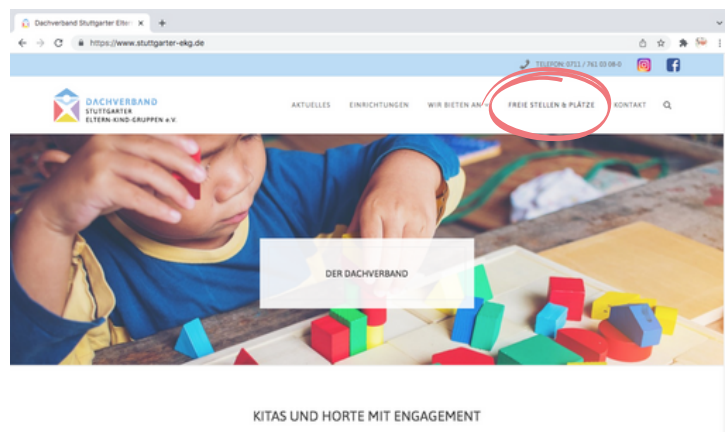 Dachverband Stuttgarter Elter
https://www.stuttgarter-ekg.de
TELEFON: 0711 / 761 03 08-0
DACHVERBAND
STUTTGARTER
ELTERN-KIND-GRUPPEN e.V.
AKTUELLES EINRICHTUNGEN WIR BIETEN AN FREIE STELLEN & PLÄTZE KONTAKT
DER DACHVERBAND
KITAS UND HORTE MIT ENGAGEMENT